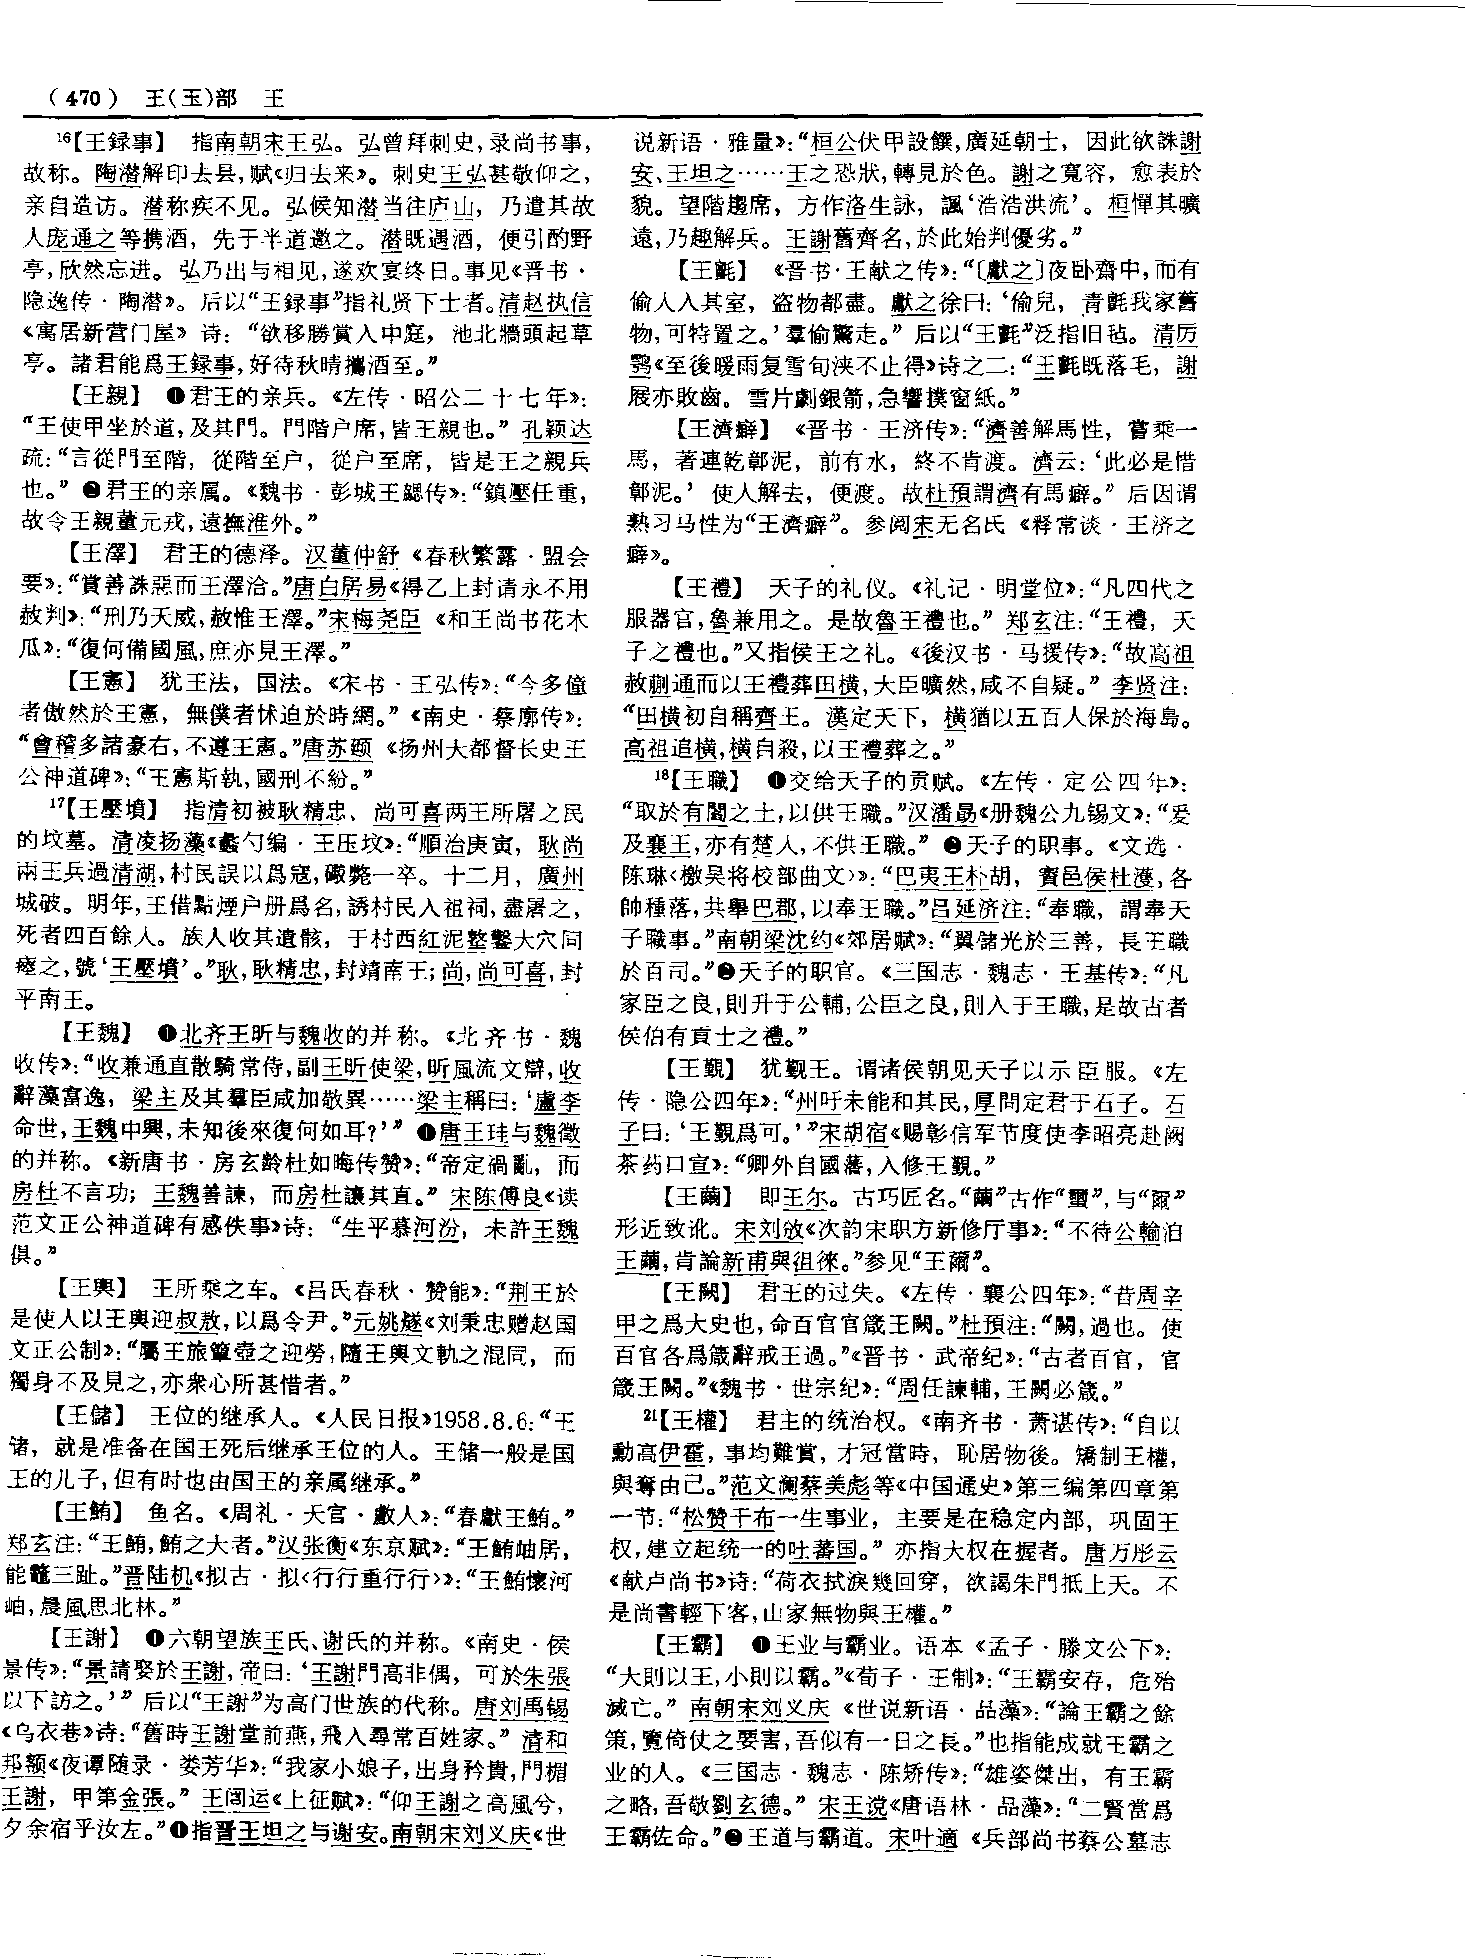 （470） 王(玉)部 王
16【王録事】 指南朝宋王弘。弘曾拜刺史，录尚书事，
故称。陶潜解印去县，赋《归去来》。刺史王弘甚敬仰之，
亲自造访。潜称疾不见。弘候知潜当往庐山，乃遣其故
人庞通之等携酒，先于半道邀之。潜既遇酒，便引酌野
亭，欣然忘进。弘乃出与相见，遂欢宴终日。事见《晋书·
隐逸传·陶潜》。后以“王録事”指礼贤下士者。清赵执信
《寓居新营门屋》诗：“欲移勝賞入中庭，池北牆頭起草
亭。諸君能爲王録事，好待秋晴攜酒至。”
【王親】 ❶君王的亲兵。《左传·昭公二十七年》：
“王使甲坐於道，及其門。門階户席，皆王親也。”孔颖达
疏：“言從門至階，從階至户，從户至席，皆是王之親兵
也。”❷君王的亲属。《魏书·彭城王勰传》：“鎮壓任重，
故令王親董元戎，遠撫淮外。”
【王澤】 君王的德泽。汉董仲舒《春秋繁露·盟会
要》：“賞善誅惡而王澤洽。”唐白居易《得乙上封请永不用
赦判》：“刑乃天威，赦惟王澤。”宋梅尧臣《和王尚书花木
瓜》：“復何備國風，庶亦見王澤。”
【王憲】 犹王法，国法。《宋书·王弘传》：“今多僮
者傲然於王憲，無僕者怵迫於時網。”《南史·蔡廓传》：
“會稽多諸豪右，不遵王憲。”唐苏颋《扬州大都督长史王
公神道碑》：“王憲斯執，國刑不紛。”
17【王壓墳】 指清初被耿精忠、尚可喜两王所屠之民
的坟墓。清凌扬藻《蠡勺编·王压坟》：“順治庚寅，耿尚
兩王兵過清湖，村民誤以爲寇，礮斃一卒。十二月，廣州
城破。明年，王借點煙户册爲名，誘村民入祖祠，盡屠之，
死者四百餘人。族人收其遺骸，于村西紅泥整鑿大穴同
瘞之，號‘王壓墳’。”耿，耿精忠，封靖南王；尚，尚可喜，封
平南王。
【王魏】 ❶北齐王昕与魏收的并称。《北齐书·魏
收传》：“收兼通直散騎常侍，副王昕使梁，昕風流文辯，收
辭藻富逸，梁主及其羣臣咸加敬異……梁主稱曰：‘盧李
命世，王魏中興，未知後來復何如耳？’”❶唐王珪与魏徵
的并称。《新唐书·房玄龄杜如晦传赞》：“帝定禍亂，而
房杜不言功；王魏善諫，而房杜讓其直。”宋陈傅良《读
范文正公神道碑有感佚事》诗：“生平慕河汾，未許王魏
俱。”
【王輿】 王所乘之车。《吕氏春秋·赞能》：“荆王於
是使人以王輿迎叔敖，以爲令尹。”元姚燧《刘秉忠赠赵国
文正公制》：“屬王旅簞壺之迎勞，隨王輿文軌之混同，而
獨身不及見之，亦衆心所甚惜者。”
【王儲】 王位的继承人。《人民日报》1958.8.6：“王
储，就是准备在国王死后继承王位的人。王储一般是国
王的儿子，但有时也由国王的亲属继承。”
【王鮪】 鱼名。《周礼·天官·䱷人》：“春獻王鮪。”
郑玄注：“王鮪，鮪之大者。”汉张衡《东京赋》：“王鮪岫居，
能鼈三趾。”晋陆机《拟古·拟〈行行重行行〉》：“王鮪懷河
岫，晨風思北林。”
【王謝】 ❶六朝望族王氏、谢氏的并称。《南史·侯
景传》：“景請娶於王謝，帝曰：‘王謝門高非偶，可於朱張
以下訪之。’”后以“王謝”为高门世族的代称。唐刘禹锡
《乌衣巷》诗：“舊時王謝堂前燕，飛入尋常百姓家。”清和
邦额《夜谭随录·娄芳华》：“我家小娘子，出身矜貴，門楣
王謝，甲第金張。”王闿运《上征赋》：“仰王謝之高風兮，
夕余宿乎汝左。”❶指晋王坦之与谢安。南朝宋刘义庆《世
说新语·雅量》：“桓公伏甲設饌，廣延朝士，因此欲誅謝
安、王坦之……王之恐狀，轉見於色。謝之寬容，愈表於
貌。望階趨席，方作洛生詠，諷‘浩浩洪流’。桓憚其曠
遠，乃趣解兵。王謝舊齊名，於此始判優劣。”
【王氈】 《晋书·王献之传》：“〔獻之〕夜卧齋中，而有
偷人入其室，盗物都盡。獻之徐曰：‘偷兒，青氈我家舊
物，可特置之。’羣偷驚走。”后以“王氈”泛指旧毡。清厉
鹗《至後暖雨复雪旬浃不止得》诗之二：“王氈既落毛，謝
展亦敗齒。雪片劇銀箭，急響撲窗紙。”
【王濟癖】 《晋书·王济传》：“濟善解馬性，嘗乘一
馬，著連乾鄣泥，前有水，終不肯渡。濟云：‘此必是惜
鄣泥。’使人解去，便渡。故杜預謂濟有馬癖。”后因谓
熟习马性为“王濟癖”。参阅宋无名氏《释常谈·王济之
癖》。
【王禮】 天子的礼仪。《礼记·明堂位》：“凡四代之
服器官，魯兼用之。是故魯王禮也。”郑玄注：“王禮，天
子之禮也。”又指侯王之礼。《後汉书·马援传》：“故高祖
赦蒯通而以王禮葬田横，大臣曠然，咸不自疑。”李贤注：
“田横初自稱齊王。漢定天下，横猶以五百人保於海島。
高祖追横，横自殺，以王禮葬之。”
18【王職】 ❶交给天子的贡赋。《左传·定公四年》：
“取於有閻之土，以供王職。”汉潘勗《册魏公九锡文》：“爰
及襄王，亦有楚人，不供王職。”❷天子的职事。《文选·
陈琳〈檄吴将校部曲文〉》：“巴夷王朴胡，賨邑侯杜濩，各
帥種落，共舉巴郡，以奉王職。”吕延济注：“奉職，謂奉天
子職事。”南朝梁沈约《郊居赋》：“翼儲光於三善，長王職
於百司。”❸天子的职官。《三国志·魏志·王基传》：“凡
家臣之良，則升于公輔，公臣之良，則入于王職，是故古者
侯伯有貢士之禮。”
【王覲】 犹觐王。谓诸侯朝见天子以示臣服。《左
传·隐公四年》：“州吁未能和其民，厚問定君于石子。石
子曰：‘王覲爲可。’”宋胡宿《赐彰信军节度使李昭亮赴阙
茶药口宣》：“卿外自國藩，入修王覲。”
【王薾】 即王尔。古巧匠名。“薾”古作“壐”，与“爾”
形近致讹。宋刘攽《次韵宋职方新修厅事》：“不待公輸洎
王薾，肯論新甫與徂徠。”参见“王爾”。
【王闕】 君王的过失。《左传·襄公四年》：“昔周辛
甲之爲大史也，命百官官箴王闕。”杜預注：“闕，過也。使
百官各爲箴辭戒王過。”《晋书·武帝纪》：“古者百官，官
箴王闕。”《魏书·世宗纪》：“周任諫輔，王闕必箴。”
21【王權】 君主的统治权。《南齐书·萧谌传》：“自以
勳高伊霍，事均難賞，才冠當時，恥居物後。矯制王權，
與奪由己。”范文澜蔡美彪等《中国通史》第三编第四章第
一节：“松赞干布一生事业，主要是在稳定内部，巩固王
权，建立起统一的吐蕃国。”亦指大权在握者。唐万彤云
《献卢尚书》诗：“荷衣拭淚幾回穿，欲謁朱門抵上天。不
是尚書輕下客，山家無物與王權。”
【王霸】 ❶王业与霸业。语本《孟子·滕文公下》：
“大則以王，小則以霸。”《荀子·王制》：“王霸安存，危殆
滅亡。”南朝宋刘义庆《世说新语·品藻》：“論王霸之餘
策，覽倚仗之要害，吾似有一日之長。”也指能成就王霸之
业的人。《三国志·魏志·陈矫传》：“雄姿傑出，有王霸
之略，吾敬劉玄德。”宋王谠《唐语林·品藻》：“二賢當爲
王霸佐命。”❷王道与霸道。宋叶適《兵部尚书蔡公墓志